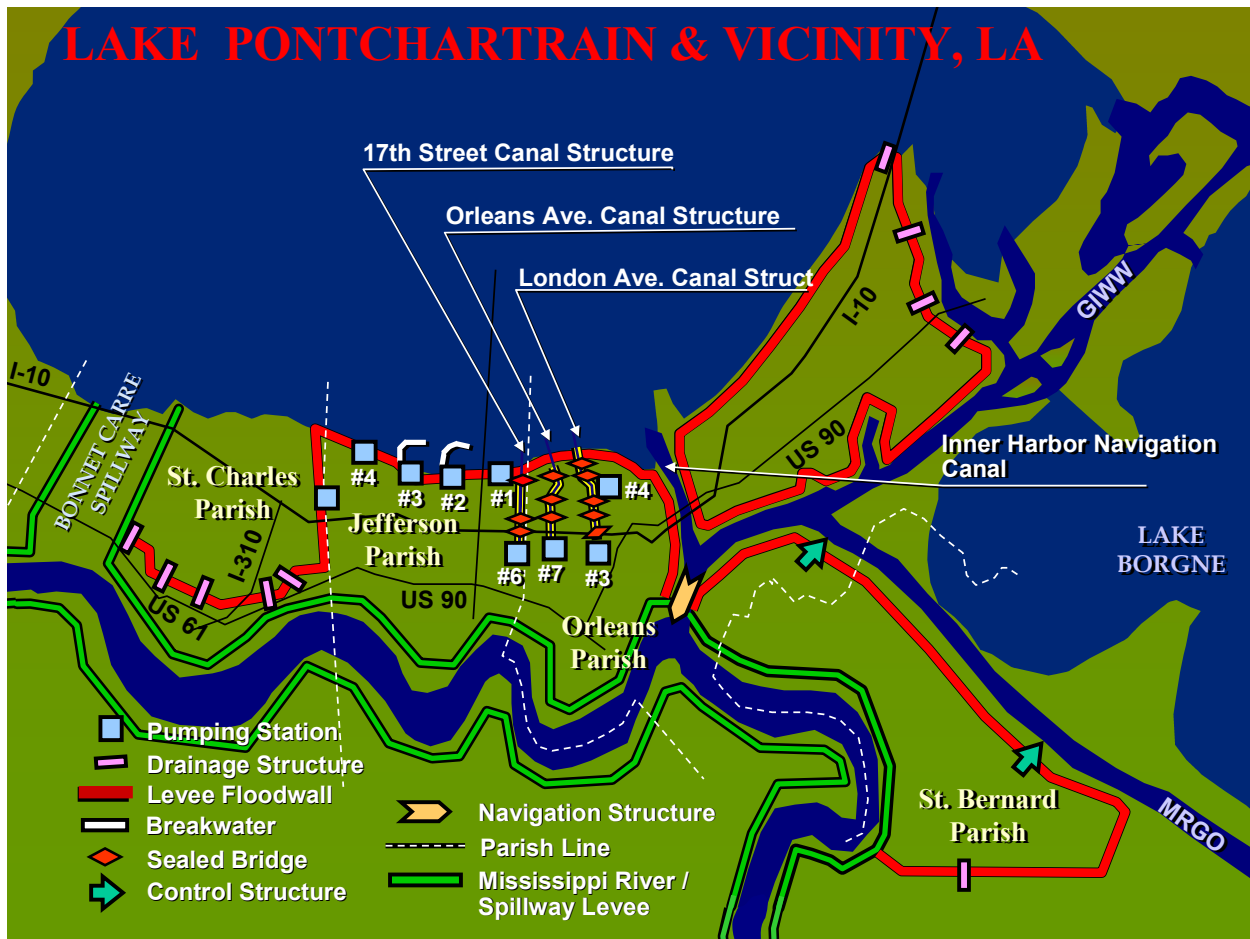 LAKE PONTCHARTRAIN & VICINITY, LA
17th Street Canal Structure
Orleans Ave. Canal Structure
London Ave. Canal Struct
I-10
GIWW
I-10
BONNET CARRE
SPILLWAY
US 90
Inner Harbor Navigation
Canal
St. Charles
Parish
#4
#3
#2
#1
#4
Jefferson
Parish
I-310
#6
#7
#3
LAKE
BORGNE
US 61
US 90
Orleans
Parish
Pumping Station
Drainage Structure
Levee Floodwall
Breakwater
Sealed Bridge
Control Structure
Navigation Structure
Parish Line
Mississippi River /
Spillway Levee
St. Bernard
Parish
MRGO